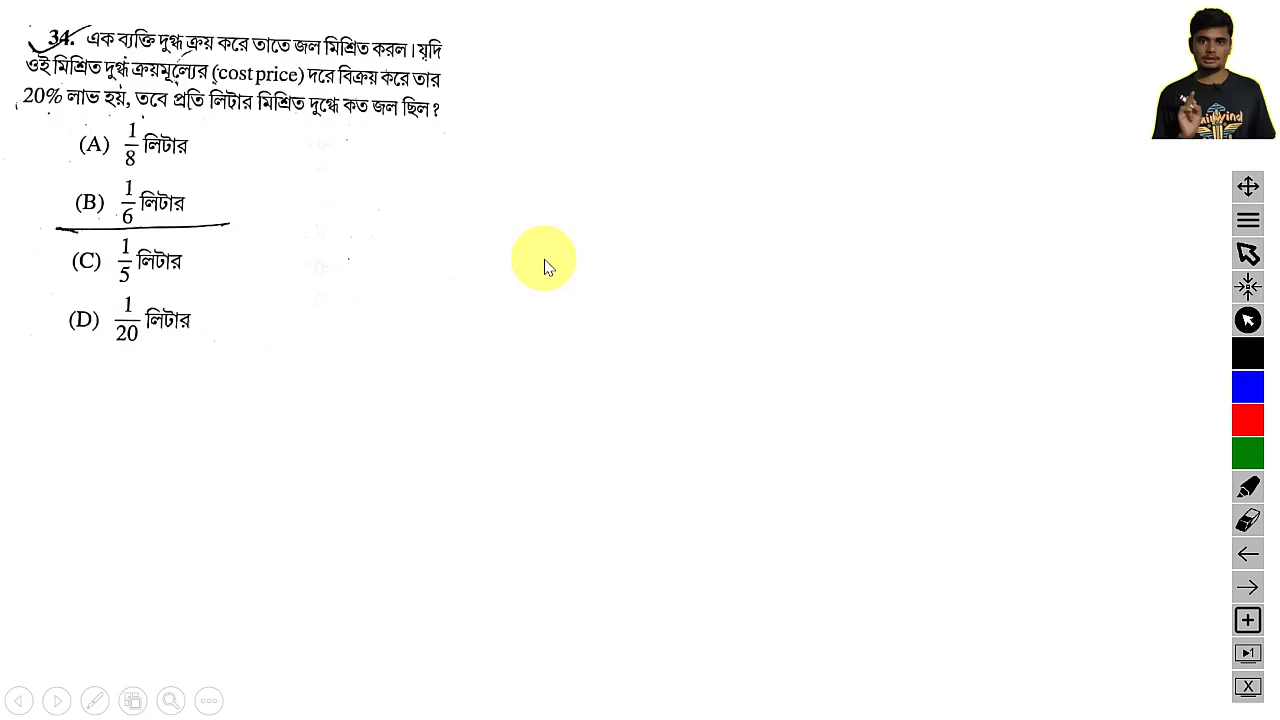 34. এক ব্যক্তি দুগ্ধ ক্রয় করে তাতে জল মিশ্রিত করল। যদি
ওই মিশ্রিত দুগ্ধ ক্রয়মূল্যের (cost price) দরে বিক্রয় করে তার
20% লাভ হয়, তবে প্রতি লিটার মিশ্রিত দুগ্ধে কত জল ছিল?
(A) 1/8 লিটার
(B) 1/6 লিটার
(C) 1/5 লিটার
(D) 1/20 লিটার